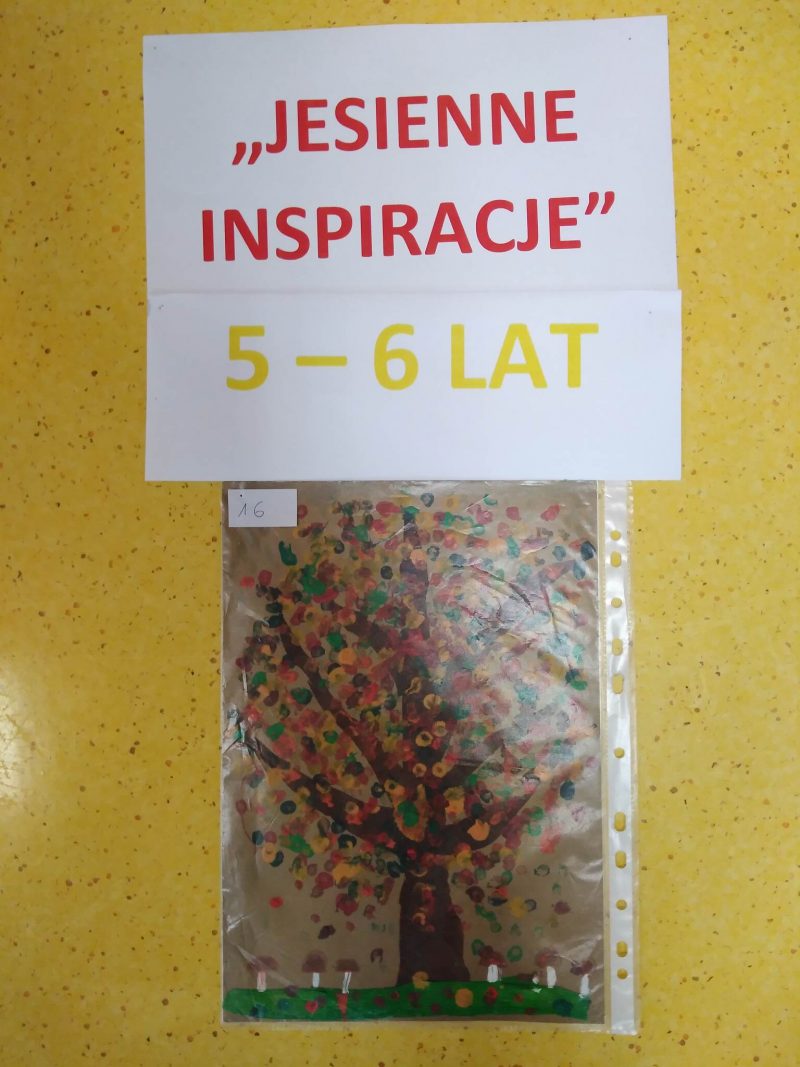 „JESIENNE
INSPIRACJE”
5 – 6 LAT
16